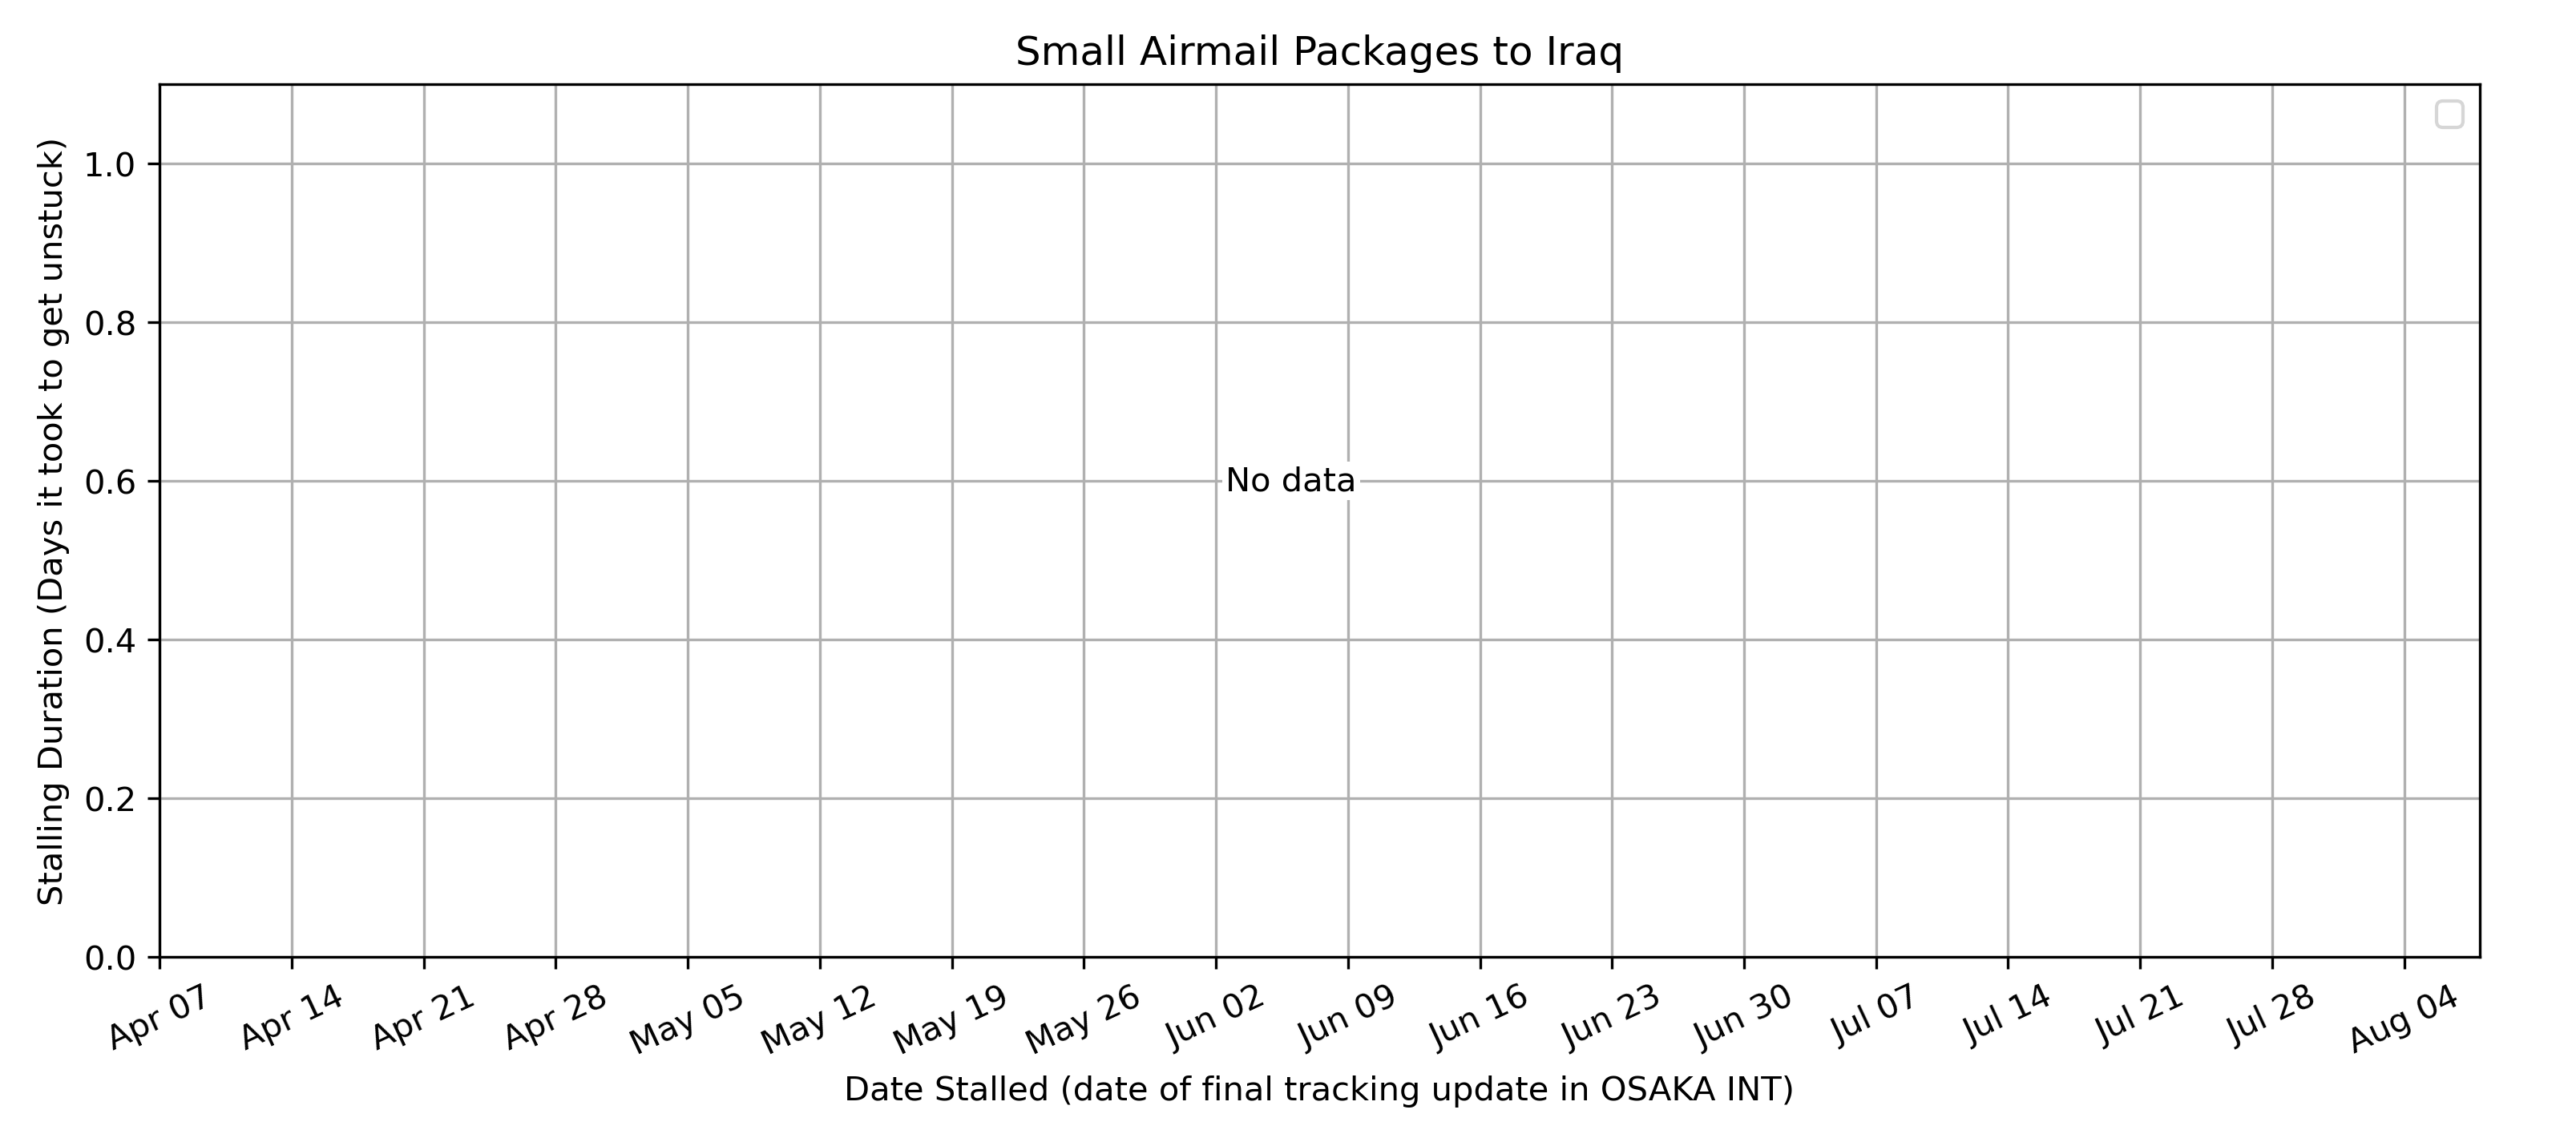 Small Airmail Packages to Iraq
Stalling Duration (Days it took to get unstuck)
1.0
0.8
0.6
0.4
0.2
0.0
No data
Apr 07
Apr 14
Apr 21
Apr 28
May 05
May 12
May 19
May 26
Jun 02
Jun 09
Jun 16
Jun 23
Jun 30
Jul 07
Jul 14
Jul 21
Jul 28
Aug 04
Date Stalled (date of final tracking update in OSAKA INT)